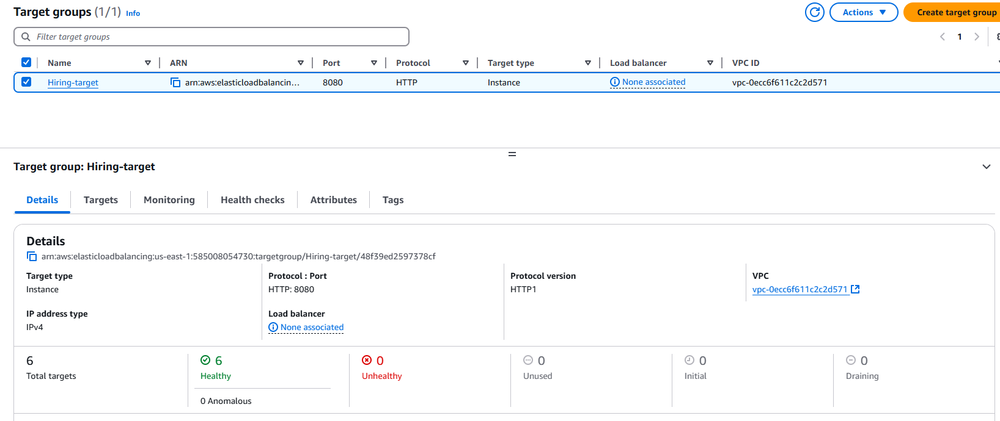 Target groups (1/1) Info
Actions
Create target group
Filter target groups
1
Name ARN Port Protocol Target type Load balancer VPC ID
Hiring-target arn:aws:elasticloadbalancin... 8080 HTTP Instance None associated vpc-0ecc6f611c2c2d571
Target group: Hiring-target
Details Targets Monitoring Health checks Attributes Tags
Details
arn:aws:elasticloadbalancing:us-east-1:585008054730:targetgroup/Hiring-target/48f39ed2597378cf
Target type Protocol : Port Protocol version VPC
Instance HTTP: 8080 HTTP1 vpc-0ecc6f611c2c2d571
IP address type Load balancer
IPv4 None associated
6 6 0 0 0 0
Total targets Healthy Unhealthy Unused Initial Draining
0 Anomalous